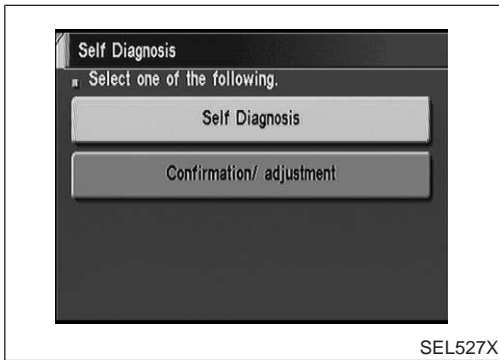 Self Diagnosis
Select one of the following.
Self Diagnosis
Confirmation/ adjustment
SEL527X